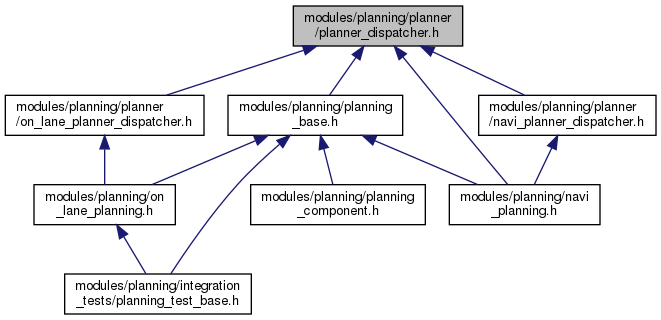 modules/planning/planner
/planner_dispatcher.h
modules/planning/planner
/on_lane_planner_dispatcher.h
modules/planning/planning
_base.h
modules/planning/planner
/navi_planner_dispatcher.h
modules/planning/on
_lane_planning.h
modules/planning/planning
_component.h
modules/planning/navi
_planning.h
modules/planning/integration
_tests/planning_test_base.h